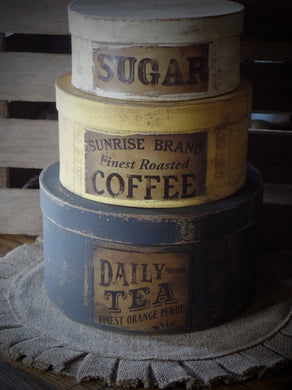 SUGAR
SUNRISE BRAND
Finest Roasted
COFFEE
DAILY
TEA
FINEST ORANGE PEKOE